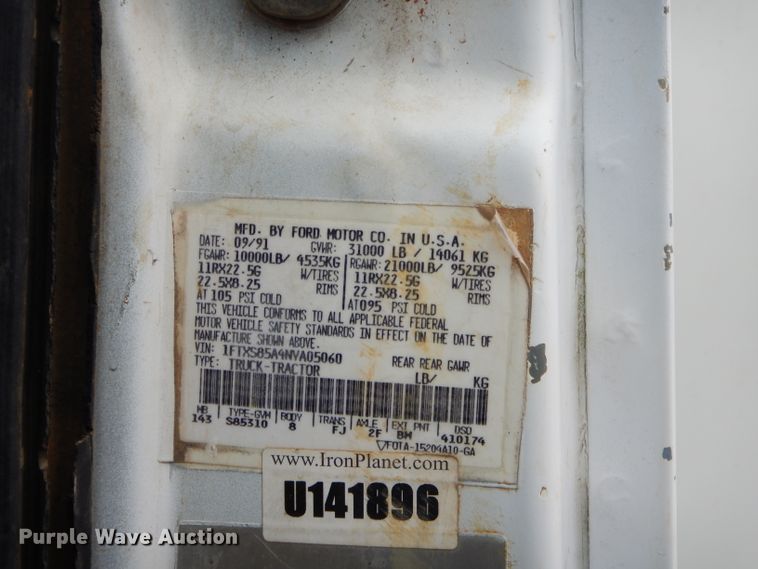 MFD. BY FORD MOTOR CO. IN U.S.A.
DATE: 09/91 GVWR: 31000 LB / 14061 KG
FGAWR: 10000LB/ 4535KG RGAWR: 21000LB/ 9525KG
11RX22.5G W/TIRES 11RX22.5G W/TIRES
22.5X8.25 RIMS 22.5X8.25 RIMS
AT 105 PSI COLD AT 095 PSI COLD
THIS VEHICLE CONFORMS TO ALL APPLICABLE FEDERAL
MOTOR VEHICLE SAFETY STANDARDS IN EFFECT ON DATE OF
MANUFACTURE SHOWN ABOVE.
VIN: 1FTXS85A4NVA05060 REAR REAR GAWR
TYPE: TRUCK-TRACTOR LB/ KG
WB TYPE-GVW BODY TRANS AXLE EXT PNT DSO
143 S85310 8 FJ 2F BW 410174
FOTA-15204A10-GA
www.IronPlanet.com
U141896
Purple Wave Auction